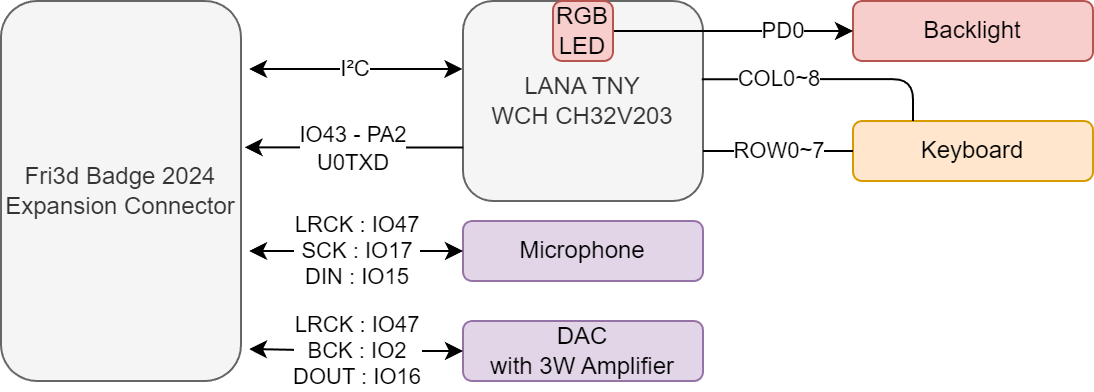 Fri3d Badge 2024
Expansion Connector
I²C
IO43 - PA2
U0TXD
RGB
LED
LANA TNY
WCH CH32V203
PD0
Backlight
COL0~8
ROW0~7
Keyboard
LRCK : IO47
SCK : IO17
DIN : IO15
Microphone
LRCK : IO47
BCK : IO2
DOUT : IO16
DAC
with 3W Amplifier